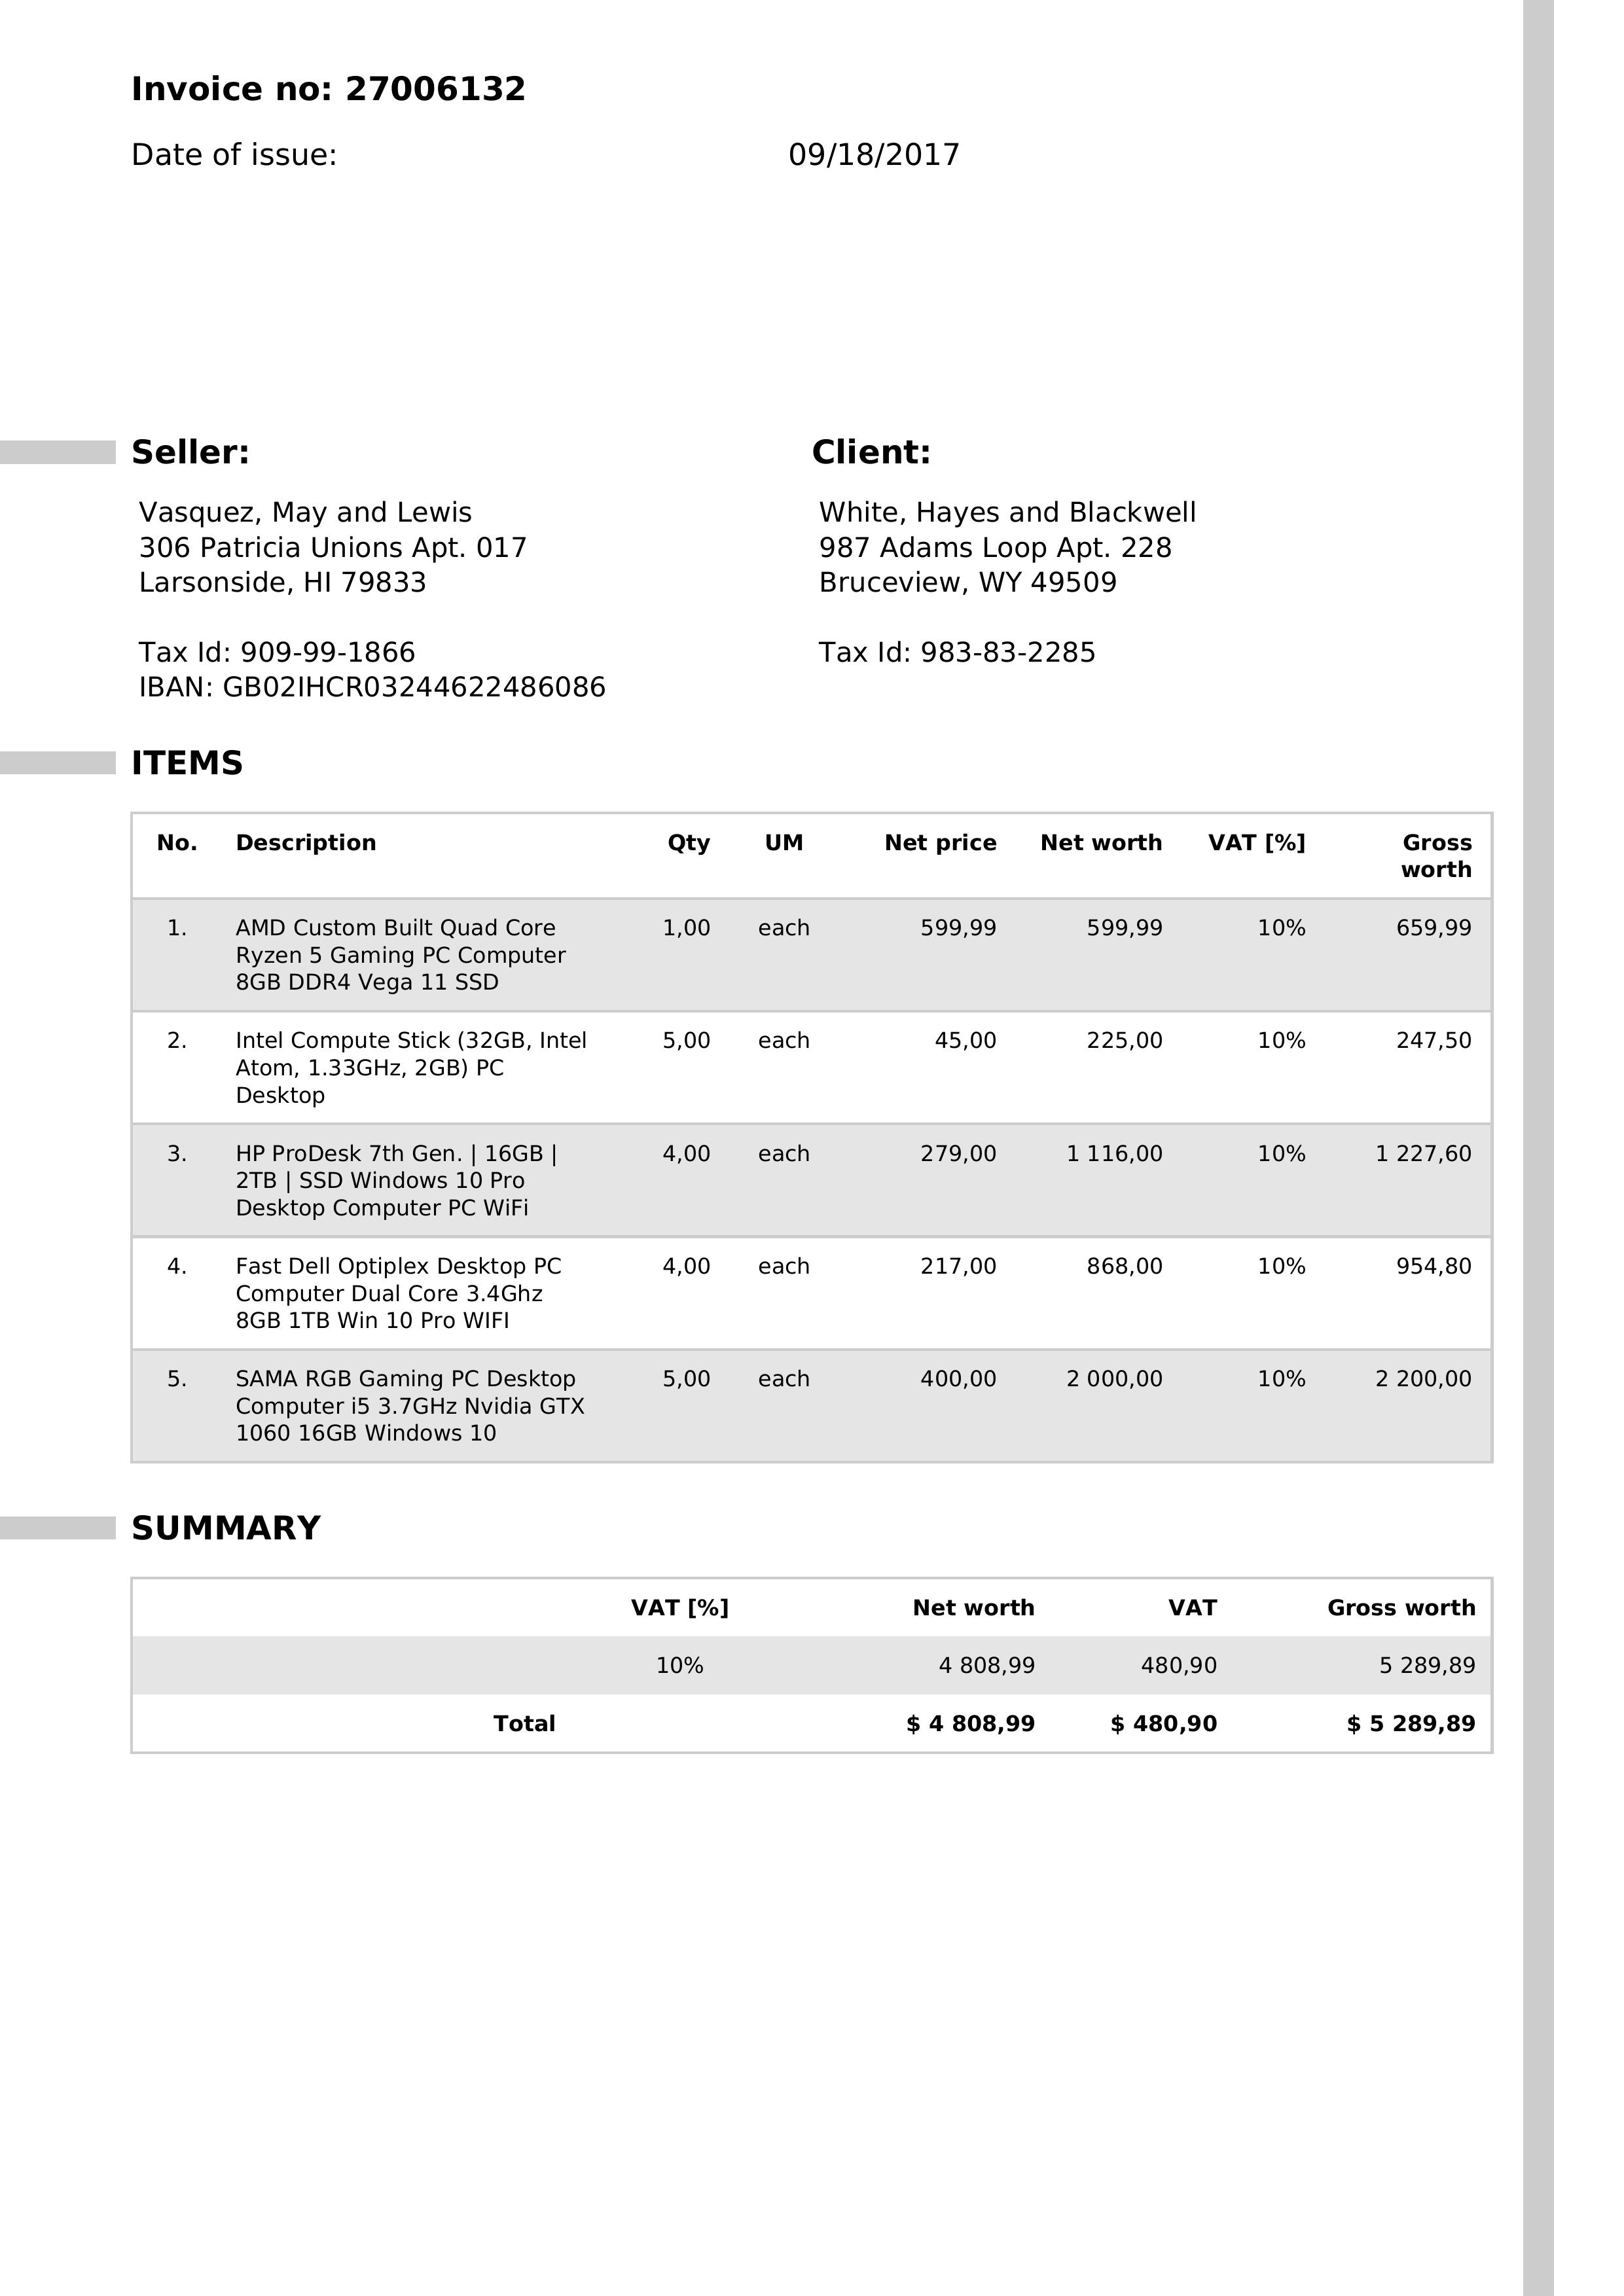 Invoice no: 27006132
Date of issue: 09/18/2017
Seller: Client:
Vasquez, May and Lewis White, Hayes and Blackwell
306 Patricia Unions Apt. 017 987 Adams Loop Apt. 228
Larsonside, HI 79833 Bruceview, WY 49509
Tax Id: 909-99-1866 Tax Id: 983-83-2285
IBAN: GB02IHCR03244622486086
ITEMS
No. Description Qty UM Net price Net worth VAT [%] Gross
worth
1. AMD Custom Built Quad Core 1,00 each 599,99 599,99 10% 659,99
Ryzen 5 Gaming PC Computer
8GB DDR4 Vega 11 SSD
2. Intel Compute Stick (32GB, Intel 5,00 each 45,00 225,00 10% 247,50
Atom, 1.33GHz, 2GB) PC
Desktop
3. HP ProDesk 7th Gen. | 16GB | 4,00 each 279,00 1 116,00 10% 1 227,60
2TB | SSD Windows 10 Pro
Desktop Computer PC WiFi
4. Fast Dell Optiplex Desktop PC 4,00 each 217,00 868,00 10% 954,80
Computer Dual Core 3.4Ghz
8GB 1TB Win 10 Pro WIFI
5. SAMA RGB Gaming PC Desktop 5,00 each 400,00 2 000,00 10% 2 200,00
Computer i5 3.7GHz Nvidia GTX
1060 16GB Windows 10
SUMMARY
VAT [%] Net worth VAT Gross worth
10% 4 808,99 480,90 5 289,89
Total $ 4 808,99 $ 480,90 $ 5 289,89